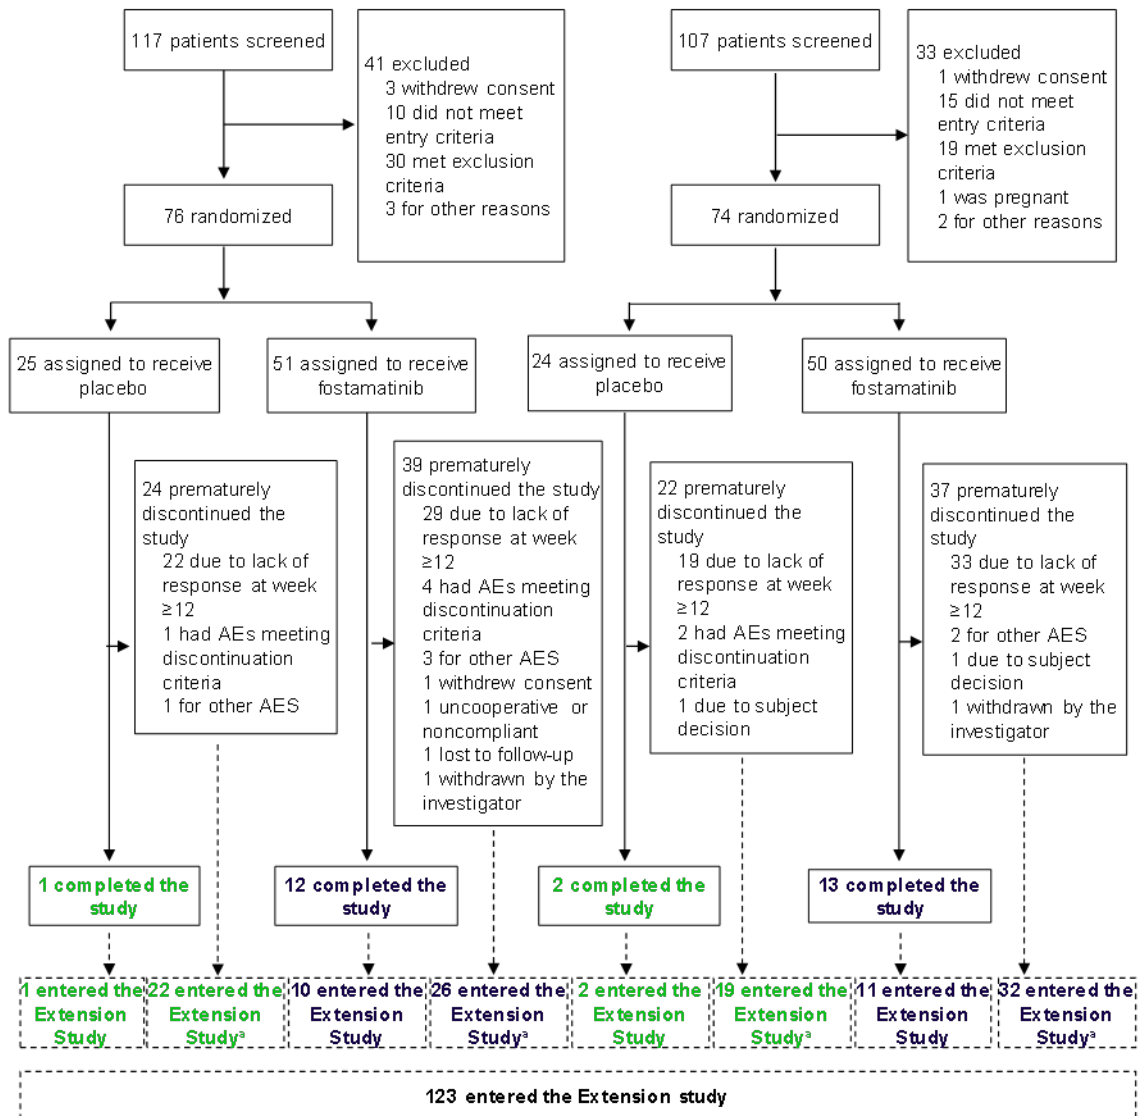 117 patients screened
41 excluded
3 withdrew consent
10 did not meet
entry criteria
30 met exclusion
criteria
3 for other reasons
76 randomized
107 patients screened
33 excluded
1 withdrew consent
15 did not meet
entry criteria
19 met exclusion
criteria
1 was pregnant
2 for other reasons
74 randomized
25 assigned to receive
placebo
51 assigned to receive
fostamatinib
24 assigned to receive
placebo
50 assigned to receive
fostamatinib
24 prematurely
discontinued the
study
22 due to lack of
response at week
≥12
1 had AEs meeting
discontinuation
criteria
1 for other AES
39 prematurely
discontinued the study
29 due to lack of
response at week
≥12
4 had AEs meeting
discontinuation
criteria
3 for other AES
1 withdrew consent
1 uncooperative or
noncompliant
1 lost to follow-up
1 withdrawn by the
investigator
22 prematurely
discontinued the
study
19 due to lack of
response at week
≥12
2 had AEs meeting
discontinuation
criteria
1 due to subject
decision
37 prematurely
discontinued the
study
33 due to lack of
response at week
≥12
2 for other AES
1 due to subject
decision
1 withdrawn by the
investigator
1 completed the
study
12 completed the
study
2 completed the
study
13 completed the
study
1 entered the
Extension
Study
22 entered the
Extension
Studyᵃ
10 entered the
Extension
Study
26 entered the
Extension
Studyᵃ
2 entered the
Extension
Study
19 entered the
Extension
Studyᵃ
11 entered the
Extension
Study
32 entered the
Extension
Studyᵃ
123 entered the Extension study